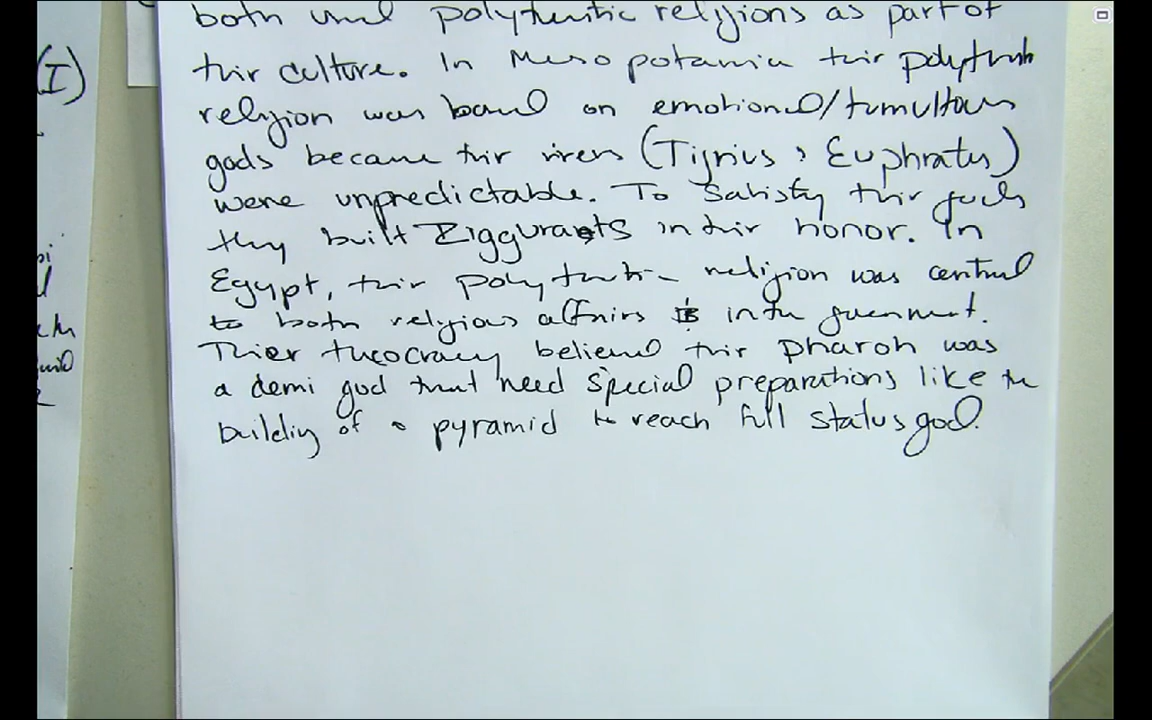 (I)
both used polytheistic religions as part of
their culture. In Mesopotamia their polytheistic
religion was based on emotional/tumultous
gods because their rivers (Tigrius & Euphrates)
were unpredictable. To satisfy their gods
they built Ziggurats in their honor. In
Egypt, their polytheistic religion was central
to both religious affairs & in the government.
Thier theocracy believed their pharoh was
a demi god that need special preparations like the
building of a pyramid to reach full status god.